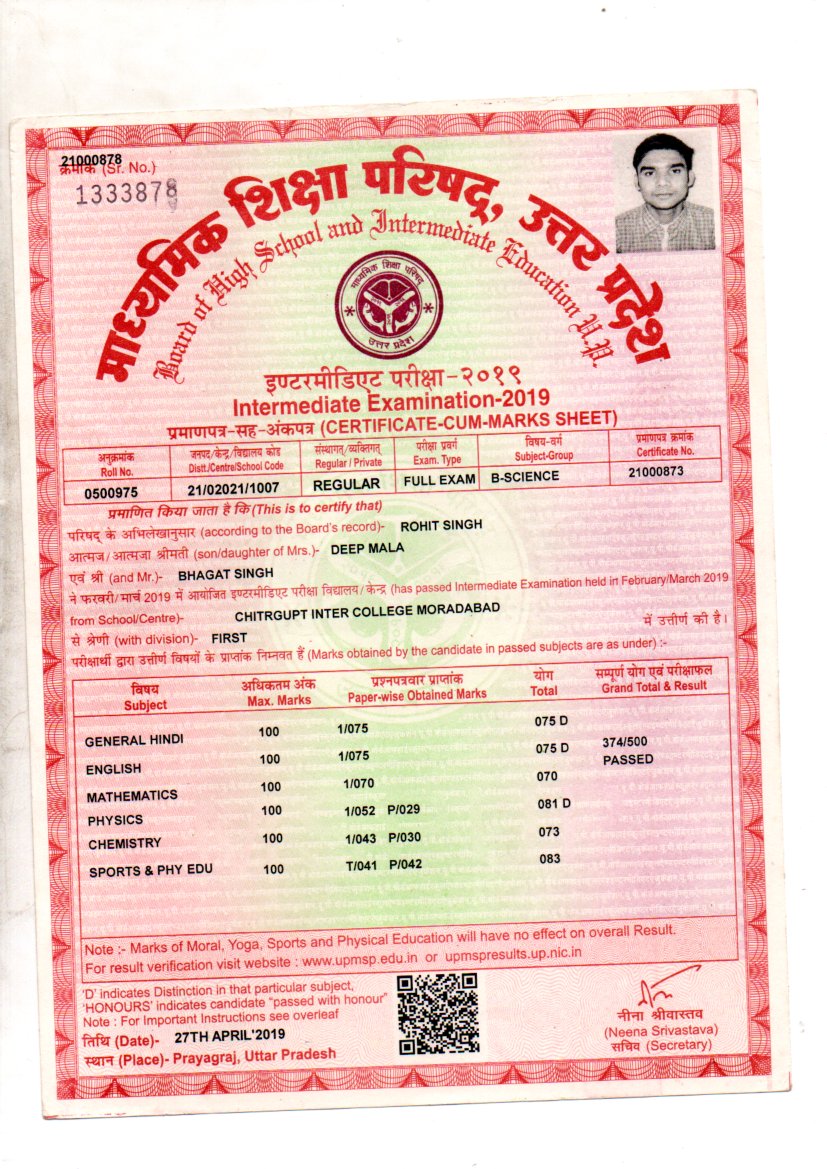 21000878
क्रमांक (Sr. No.)
1333878
माध्यमिक शिक्षा परिषद्, उत्तर प्रदेश
Board of High School and Intermediate Education U.P.
माध्यमिक शिक्षा परिषद्
उत्तर प्रदेश
इण्टरमीडिएट परीक्षा-२०१९
Intermediate Examination-2019
प्रमाणपत्र-सह-अंकपत्र (CERTIFICATE-CUM-MARKS SHEET)
अनुक्रमांक जनपद/केन्द्र/विद्यालय कोड संस्थागत/व्यक्तिगत परीक्षा प्रवर्ग विषय-वर्ग प्रमाणपत्र क्रमांक
Roll No. Distt./Centre/School Code Regular / Private Exam. Type Subject-Group Certificate No.
0500975 21/02021/1007 REGULAR FULL EXAM B-SCIENCE 21000873
प्रमाणित किया जाता है कि (This is to certify that)
परिषद् के अभिलेखानुसार (according to the Board's record)- ROHIT SINGH
आत्मज/आत्मजा श्रीमती (son/daughter of Mrs.)- DEEP MALA
एवं श्री (and Mr.)- BHAGAT SINGH
ने फरवरी/मार्च 2019 में आयोजित इण्टरमीडिएट परीक्षा विद्यालय/केन्द्र (has passed Intermediate Examination held in February/March 2019
from School/Centre)- CHITRGUPT INTER COLLEGE MORADABAD में उत्तीर्ण की है।
से श्रेणी (with division)- FIRST
परीक्षार्थी द्वारा उत्तीर्ण विषयों के प्राप्तांक निम्नवत हैं (Marks obtained by the candidate in passed subjects are as under) :-
विषय अधिकतम अंक प्रश्नपत्रवार प्राप्तांक योग सम्पूर्ण योग एवं परीक्षाफल
Subject Max. Marks Paper-wise Obtained Marks Total Grand Total & Result
GENERAL HINDI 100 1/075 075 D
ENGLISH 100 1/075 075 D 374/500
PASSED
MATHEMATICS 100 1/070 070
PHYSICS 100 1/052 P/029 081 D
CHEMISTRY 100 1/043 P/030 073
SPORTS & PHY EDU 100 T/041 P/042 083
Note :- Marks of Moral, Yoga, Sports and Physical Education will have no effect on overall Result.
For result verification visit website : www.upmsp.edu.in or upmspresults.up.nic.in
'D' indicates Distinction in that particular subject,
'HONOURS' indicates candidate "passed with honour"
Note : For Important Instructions see overleaf
तिथि (Date)- 27TH APRIL'2019
स्थान (Place)- Prayagraj, Uttar Pradesh
नीना श्रीवास्तव
(Neena Srivastava)
सचिव (Secretary)